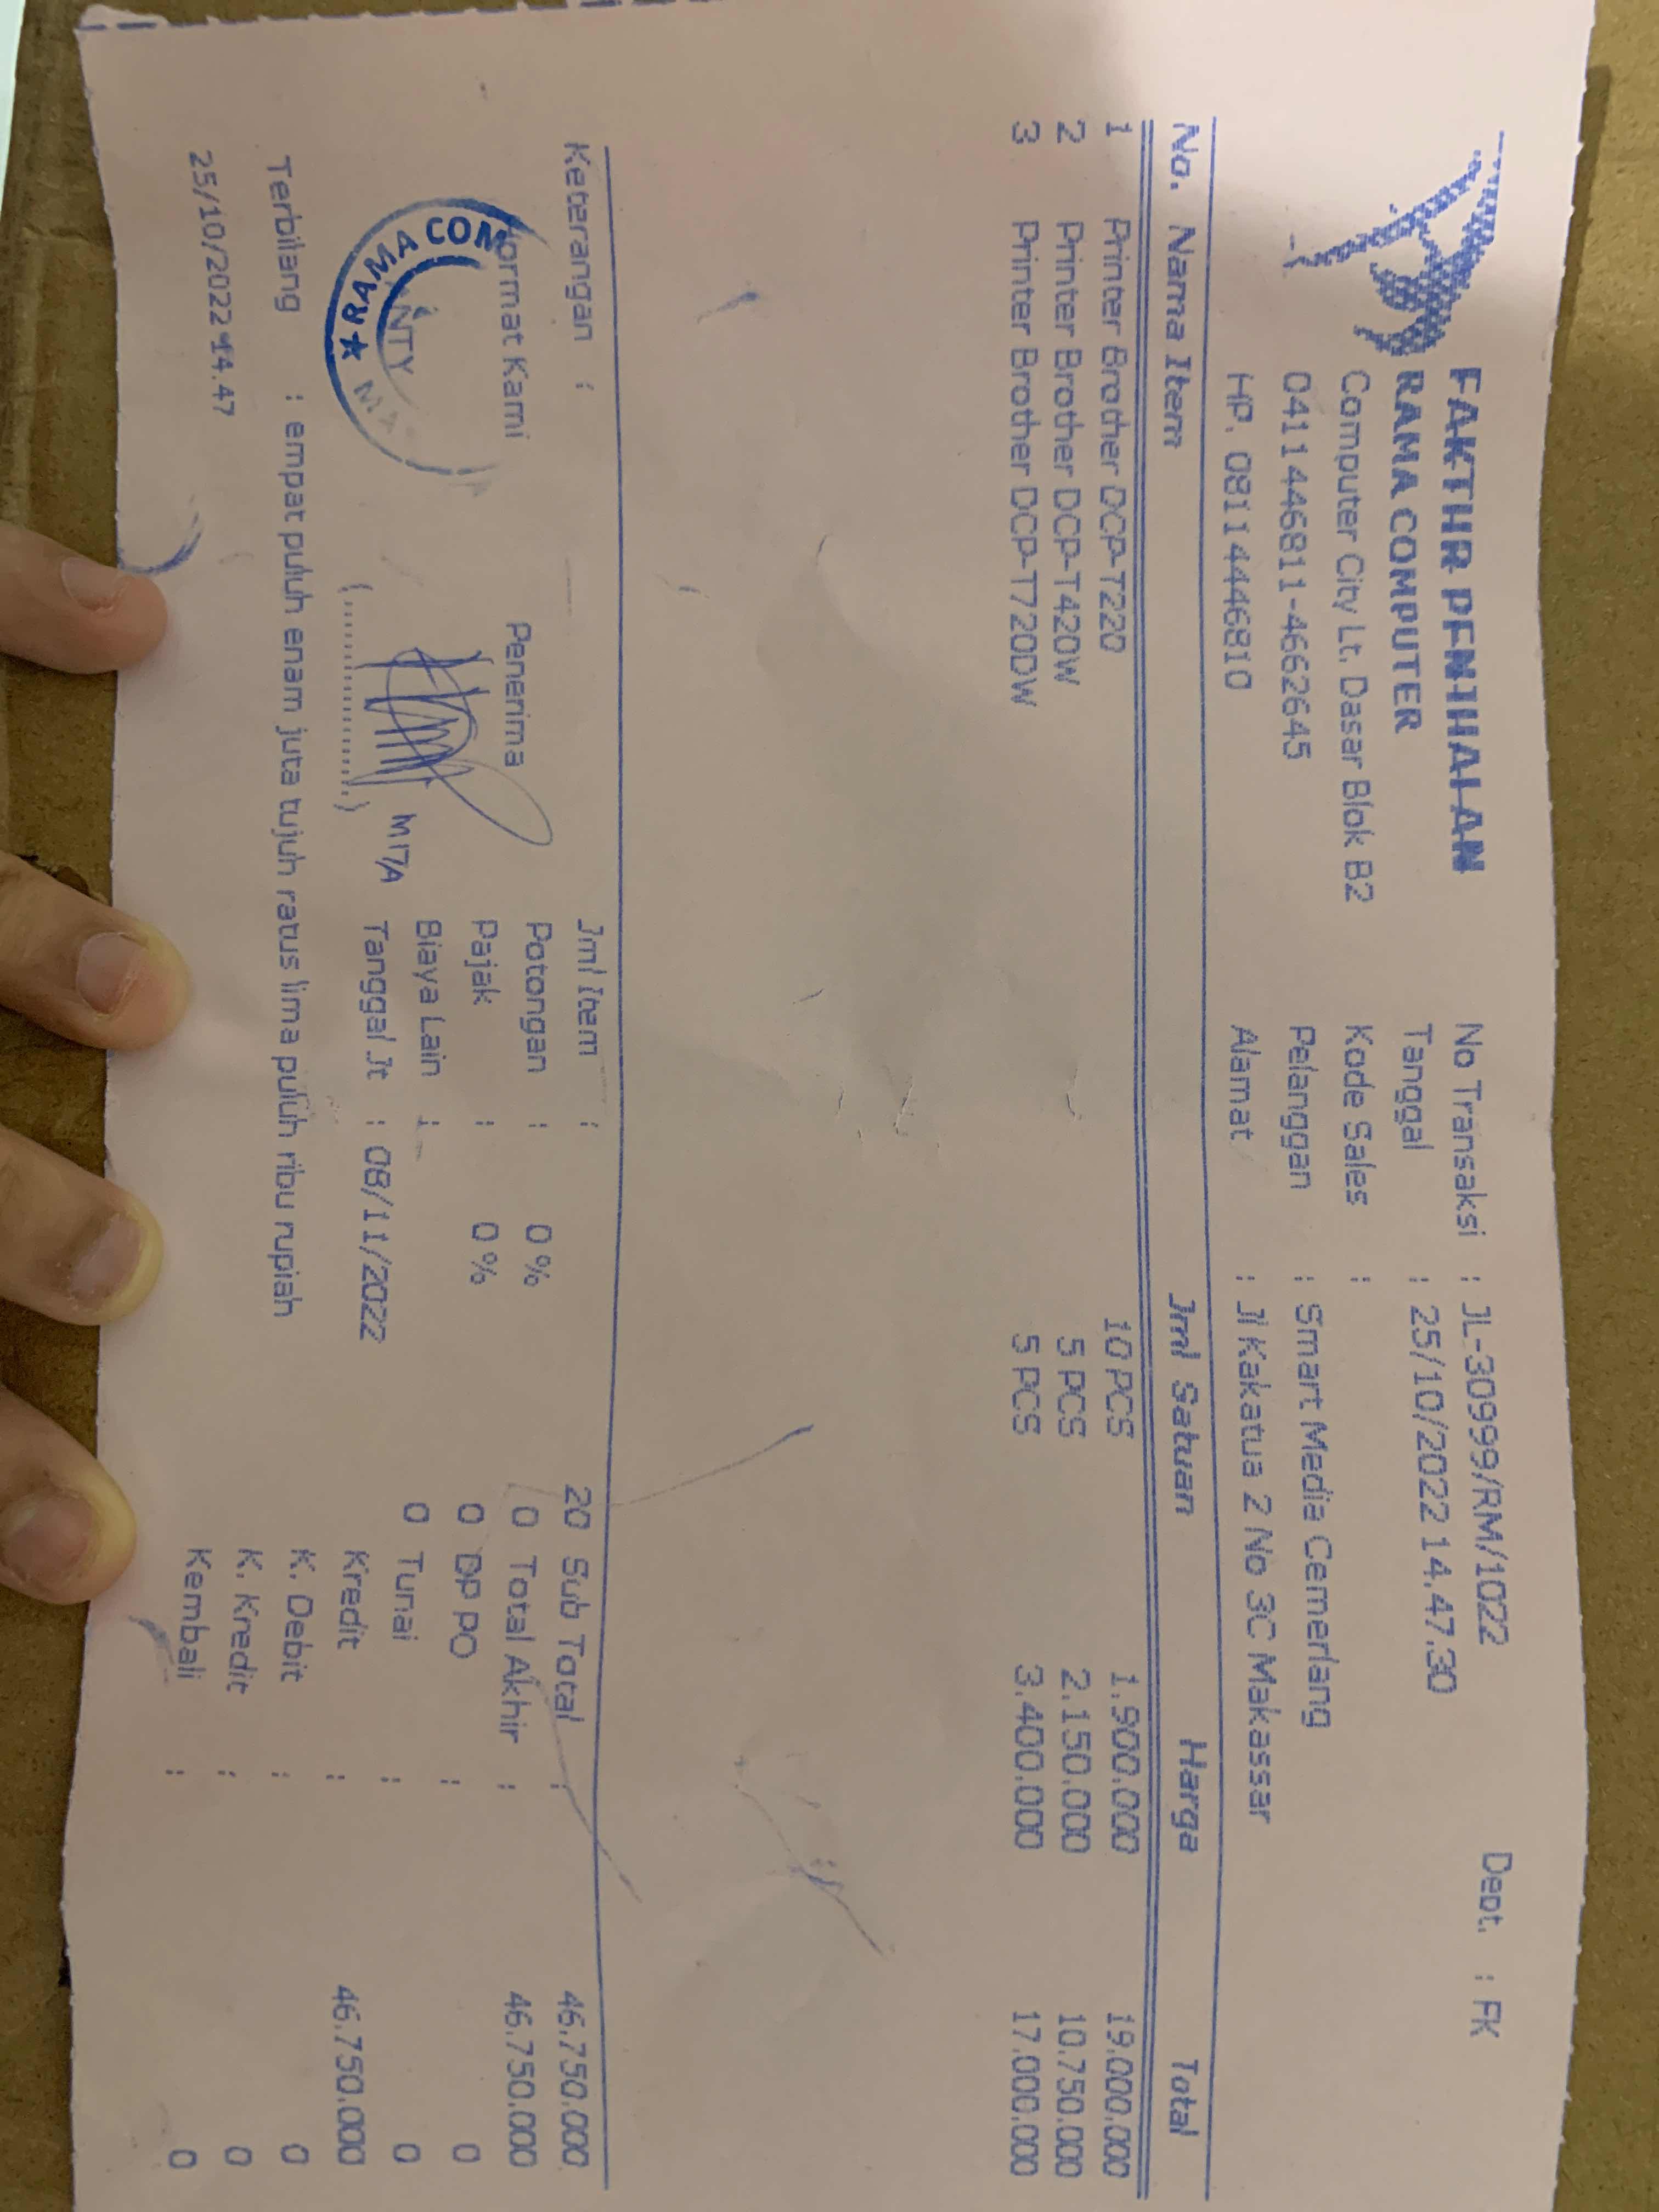 FAKTUR PENJUALAN
RAMA COMPUTER
Computer City Lt. Dasar Blok B2
0411 446811-4662645
HP. 0811 4446810
No Transaksi : JL-30999/RM/1022
Dept. : FK
Tanggal : 25/10/2022 14.47.30
Kode Sales :
Pelanggan : Smart Media Cemerlang
Alamat : Jl Kakatua 2 No 3C Makassar
No. Nama Item Jml Satuan Harga Total
1 Printer Brother DCP-T220 10 PCS 1.900.000 19.000.000
2 Printer Brother DCP-T420W 5 PCS 2.150.000 10.750.000
3 Printer Brother DCP-T720DW 5 PCS 3.400.000 17.000.000
Keterangan : Jml Item : 20 Sub Total : 46.750.000
Hormat Kami Penerima Potongan : 0 % 0 Total Akhir : 46.750.000
Pajak : 0 % 0 DP PO : 0
Biaya Lain : 0 Tunai : 0
MITA Tanggal Jt : 08/11/2022 Kredit : 46.750.000
(....................)
★ RAMA COM
NTY
MA
K. Debit : 0
K. Kredit : 0
Kembali : 0
Terbilang : empat puluh enam juta tujuh ratus lima puluh ribu rupiah
25/10/2022 14.47